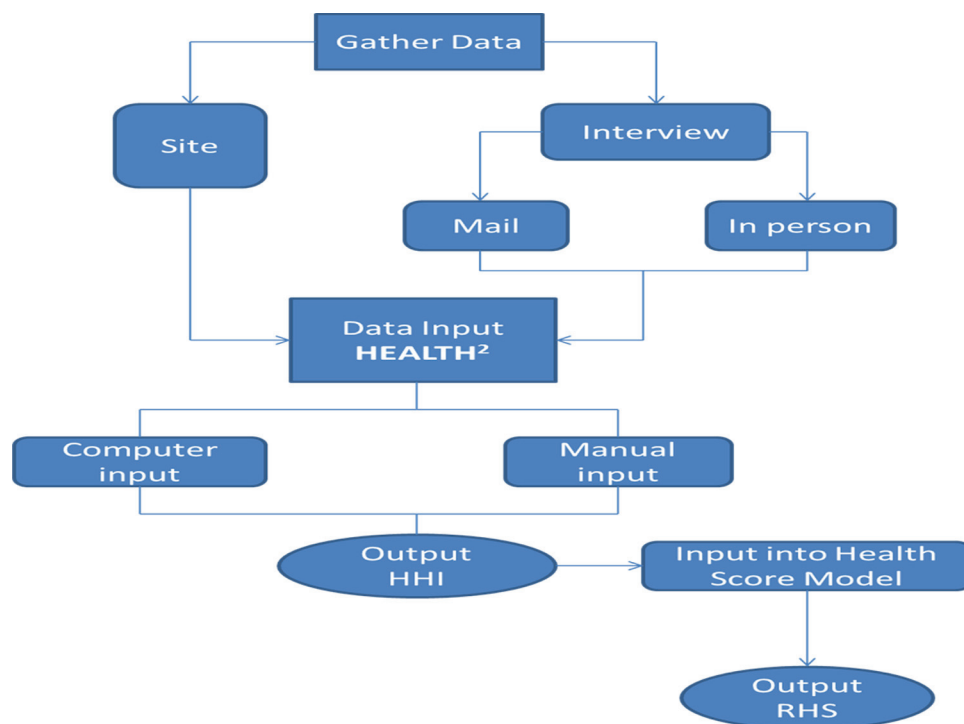 Gather Data
Site
Interview
Mail
In person
Data Input
HEALTH²
Computer
input
Manual
input
Output
HHI
Input into Health
Score Model
Output
RHS